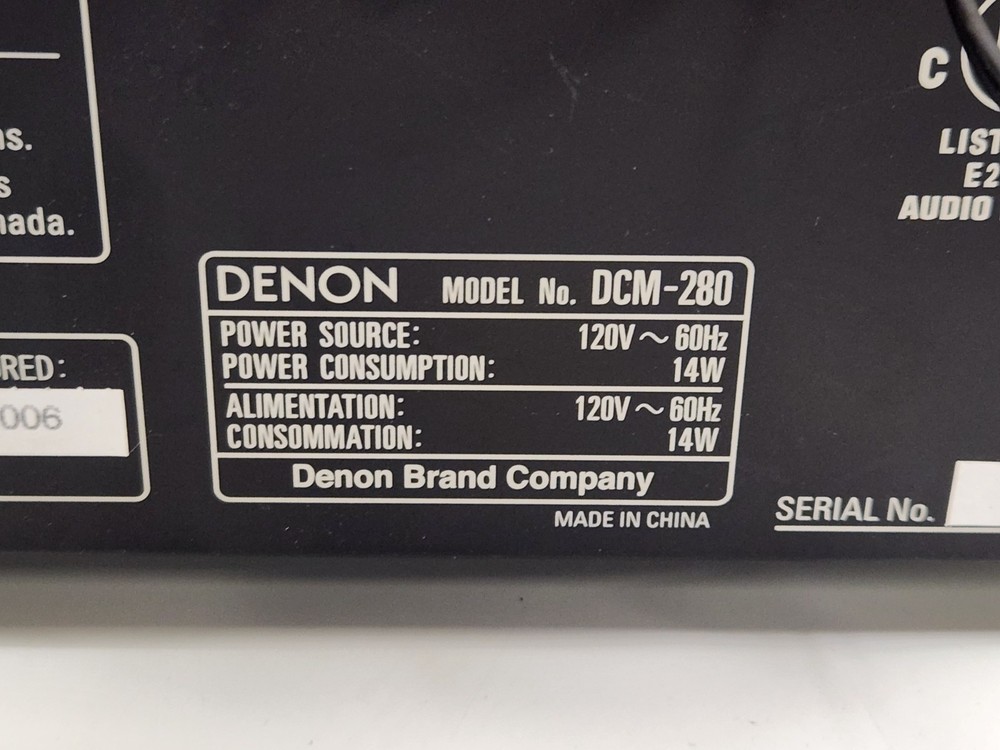 s
nada.
RED:
006
DENON MODEL No. DCM-280
POWER SOURCE: 120V ~ 60Hz
POWER CONSUMPTION: 14W
ALIMENTATION: 120V ~ 60Hz
CONSOMMATION: 14W
Denon Brand Company
MADE IN CHINA
C
LIST
E2
AUDIO
SERIAL No.